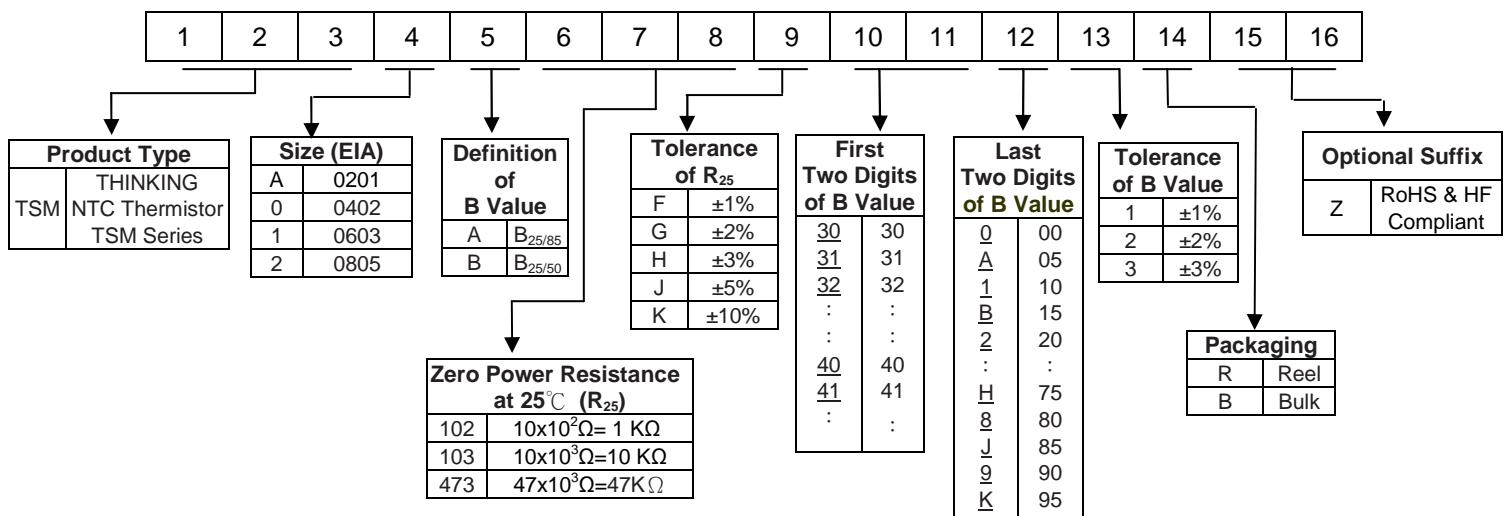 1 2 3 4 5 6 7 8 9 10 11 12 13 14 15 16
Product Type
TSM
THINKING
NTC Thermistor
TSM Series
Size (EIA)
A 0201
0 0402
1 0603
2 0805
Definition
of
B Value
A B25/85
B B25/50
Zero Power Resistance
at 25℃ (R25)
102 10x10²Ω= 1 KΩ
103 10x10³Ω=10 KΩ
473 47x10³Ω=47KΩ
Tolerance
of R25
F ±1%
G ±2%
H ±3%
J ±5%
K ±10%
First
Two Digits
of B Value
30 30
31 31
32 32
: :
: :
40 40
41 41
: :
Last
Two Digits
of B Value
0 00
A 05
1 10
B 15
2 20
: :
H 75
8 80
J 85
9 90
K 95
Tolerance
of B Value
1 ±1%
2 ±2%
3 ±3%
Packaging
R Reel
B Bulk
Optional Suffix
Z
RoHS & HF
Compliant